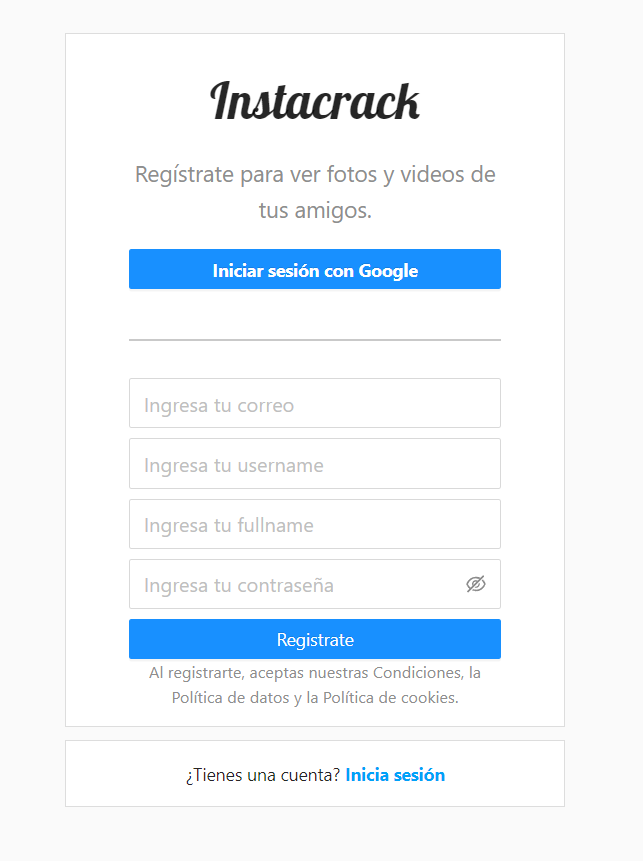 Instacrack
Regístrate para ver fotos y videos de
tus amigos.
Iniciar sesión con Google
Ingresa tu correo
Ingresa tu username
Ingresa tu fullname
Ingresa tu contraseña
Registrate
Al registrarte, aceptas nuestras Condiciones, la
Política de datos y la Política de cookies.
¿Tienes una cuenta? Inicia sesión